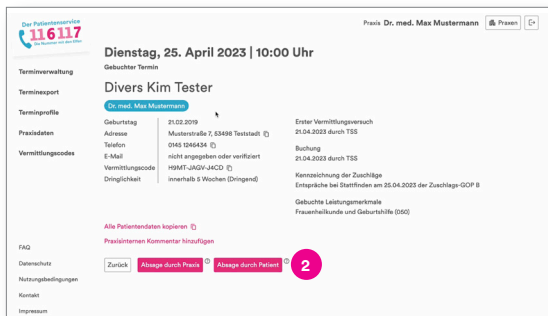 Der Patientenservice
116117
Die Nummer mit den Elfen
Praxis Dr. med. Max Mustermann
Praxen
Dienstag, 25. April 2023 | 10:00 Uhr
Gebuchter Termin
Terminverwaltung
Terminexport
Terminprofile
Praxisdaten
Vermittlungscodes
Divers Kim Tester
Dr. med. Max Mustermann
Geburtstag 21.02.2019
Adresse Musterstraße 7, 53498 Teststadt
Telefon 0145 1246434
E-Mail nicht angegeben oder verifiziert
Vermittlungscode H9MT-JAGV-J4CD
Dringlichkeit innerhalb 5 Wochen (Dringend)
Erster Vermittlungsversuch
21.04.2023 durch TSS
Buchung
21.04.2023 durch TSS
Kennzeichnung der Zuschläge
Entspräche bei Stattfinden am 25.04.2023 der Zuschlags-GOP B
Gebuchte Leistungsmerkmale
Frauenheilkunde und Geburtshilfe (050)
Alle Patientendaten kopieren
Praxisinternen Kommentar hinzufügen
Zurück
Absage durch Praxis ?
Absage durch Patient ?
2
FAQ
Datenschutz
Nutzungsbedingungen
Kontakt
Impressum